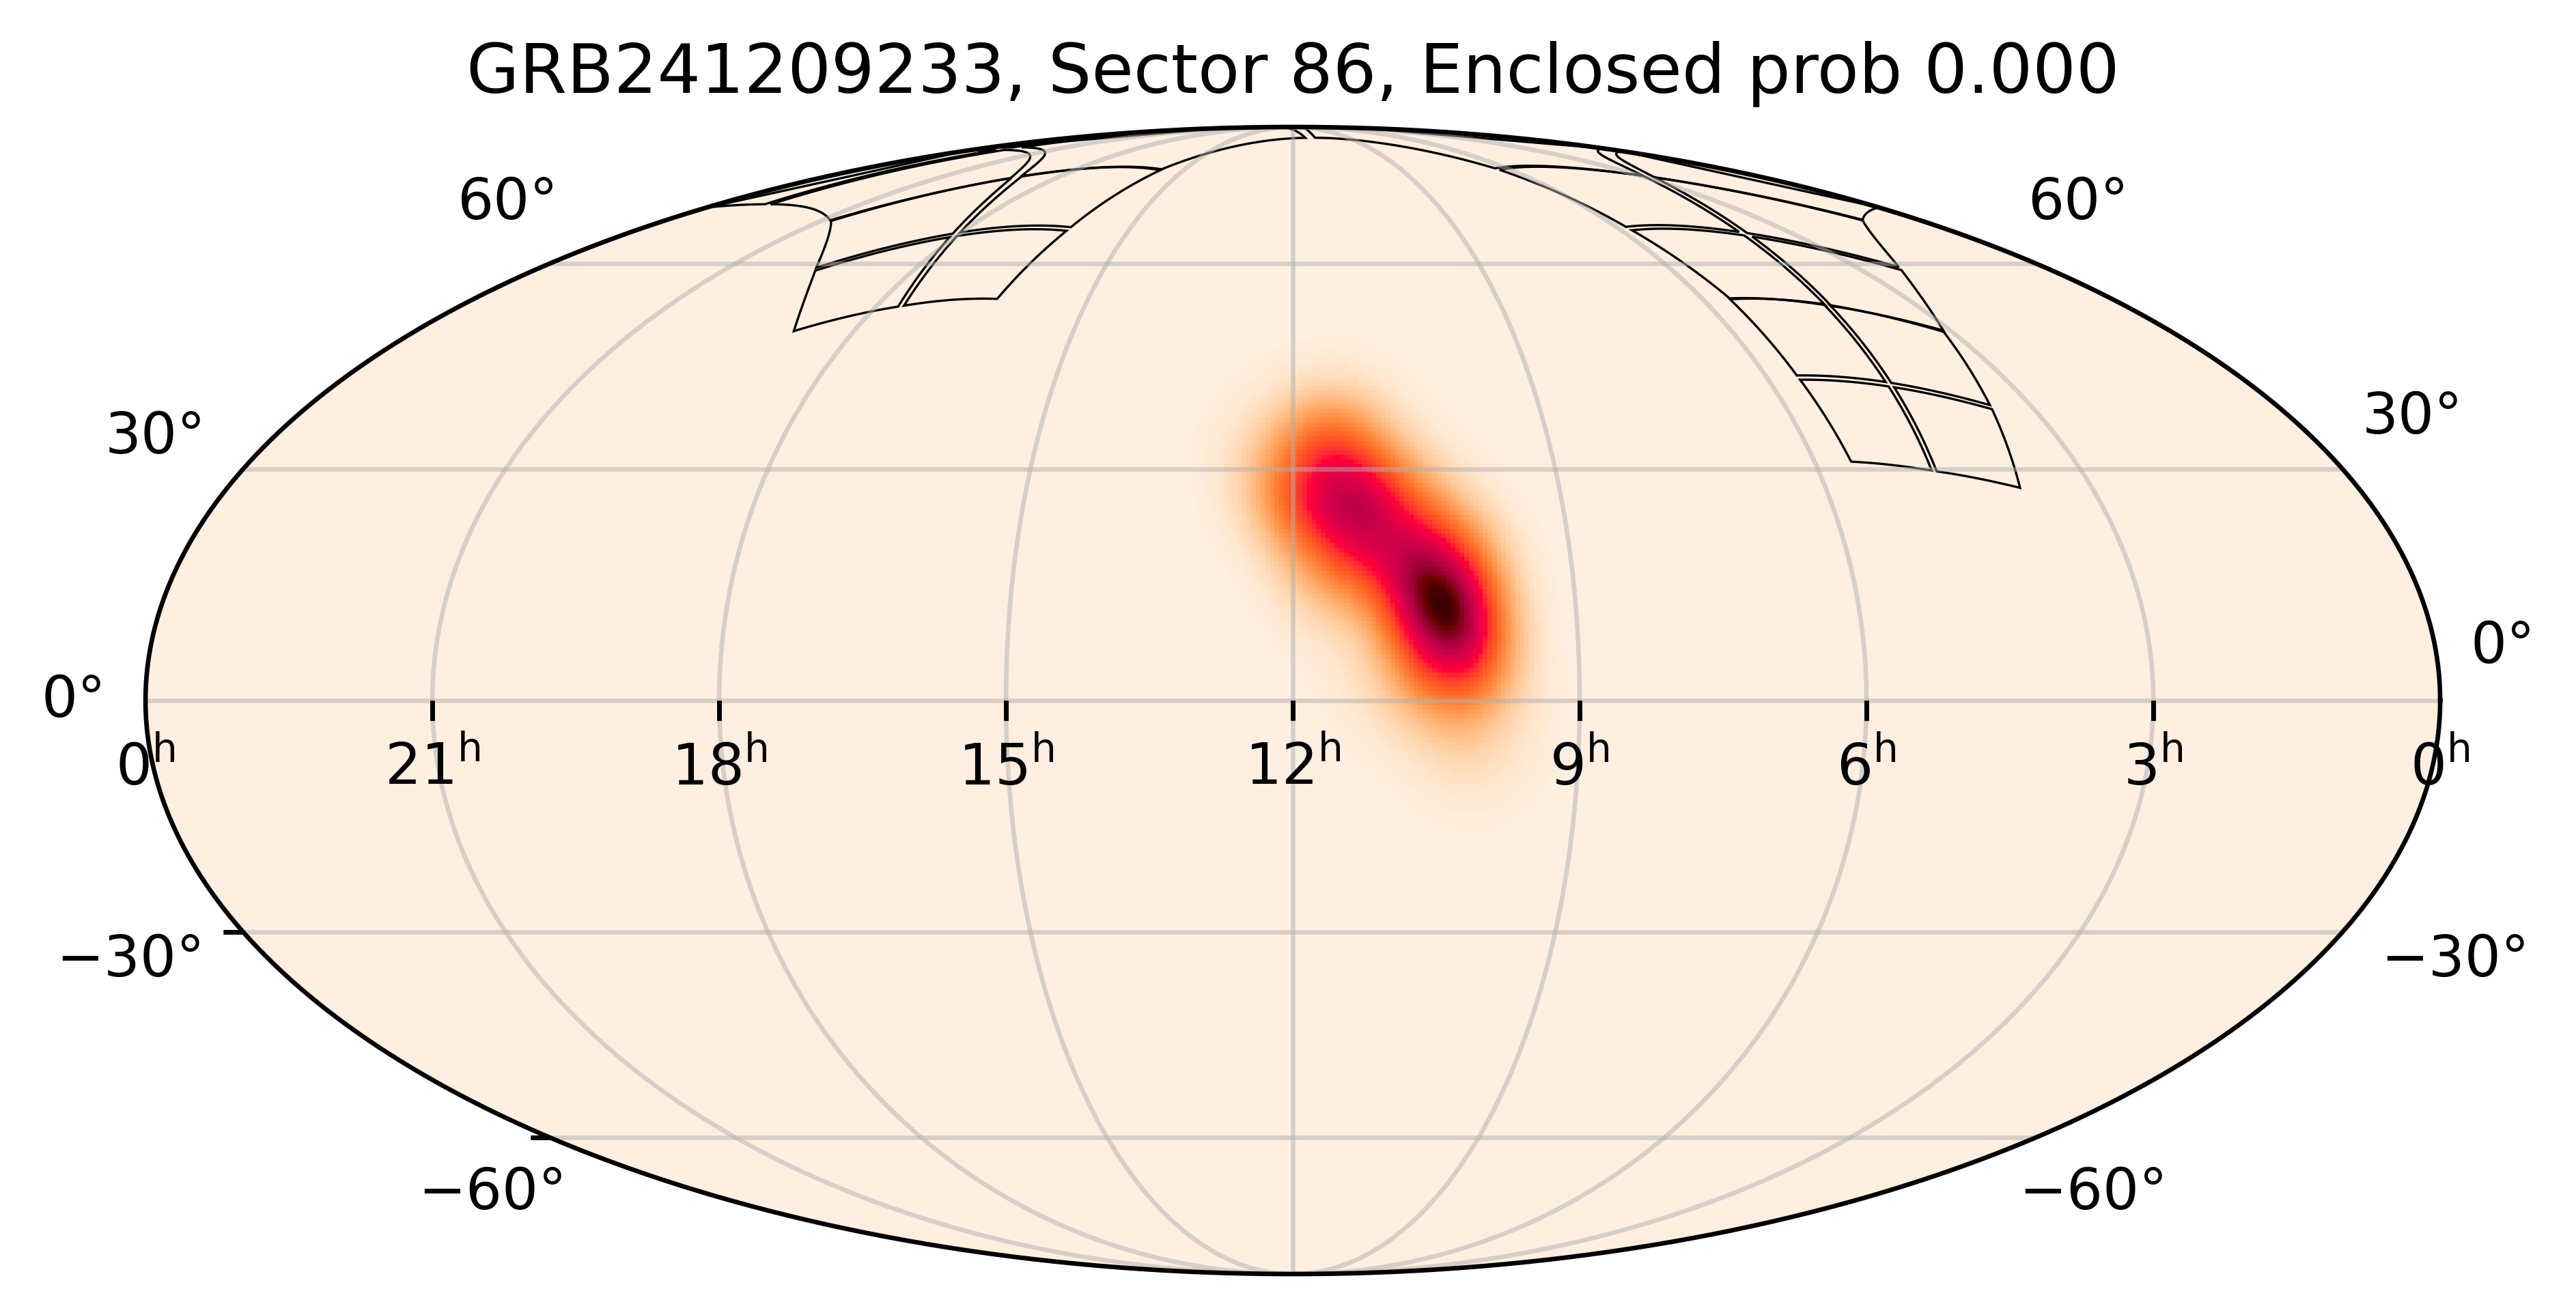 GRB241209233, Sector 86, Enclosed prob 0.000
60° 60°
30° 30°
0° 0°
0ʰ 21ʰ 18ʰ 15ʰ 12ʰ 9ʰ 6ʰ 3ʰ 0ʰ
−30° −30°
−60° −60°